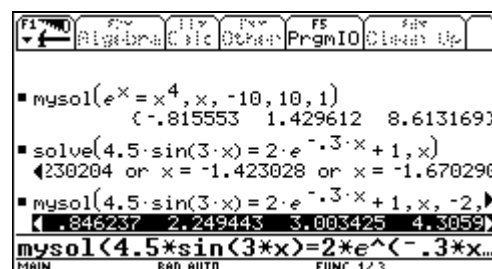 F1 F5
Algebra Calc Other PrgmIO Clean Up
mysol(e^x = x^4, x, -10, 10, 1)
{-.815553 1.429612 8.613169}
solve(4.5·sin(3·x) = 2·e^-.3·x + 1, x)
◀230204 or x = -1.423028 or x = -1.670290
mysol(4.5·sin(3·x) = 2·e^-.3·x + 1, x, -2,▶
◀ .846237 2.249443 3.003425 4.3059▶
mysol(4.5*sin(3*x)=2*e^(-.3*x…
MAIN RAD AUTO FUNC 1/3